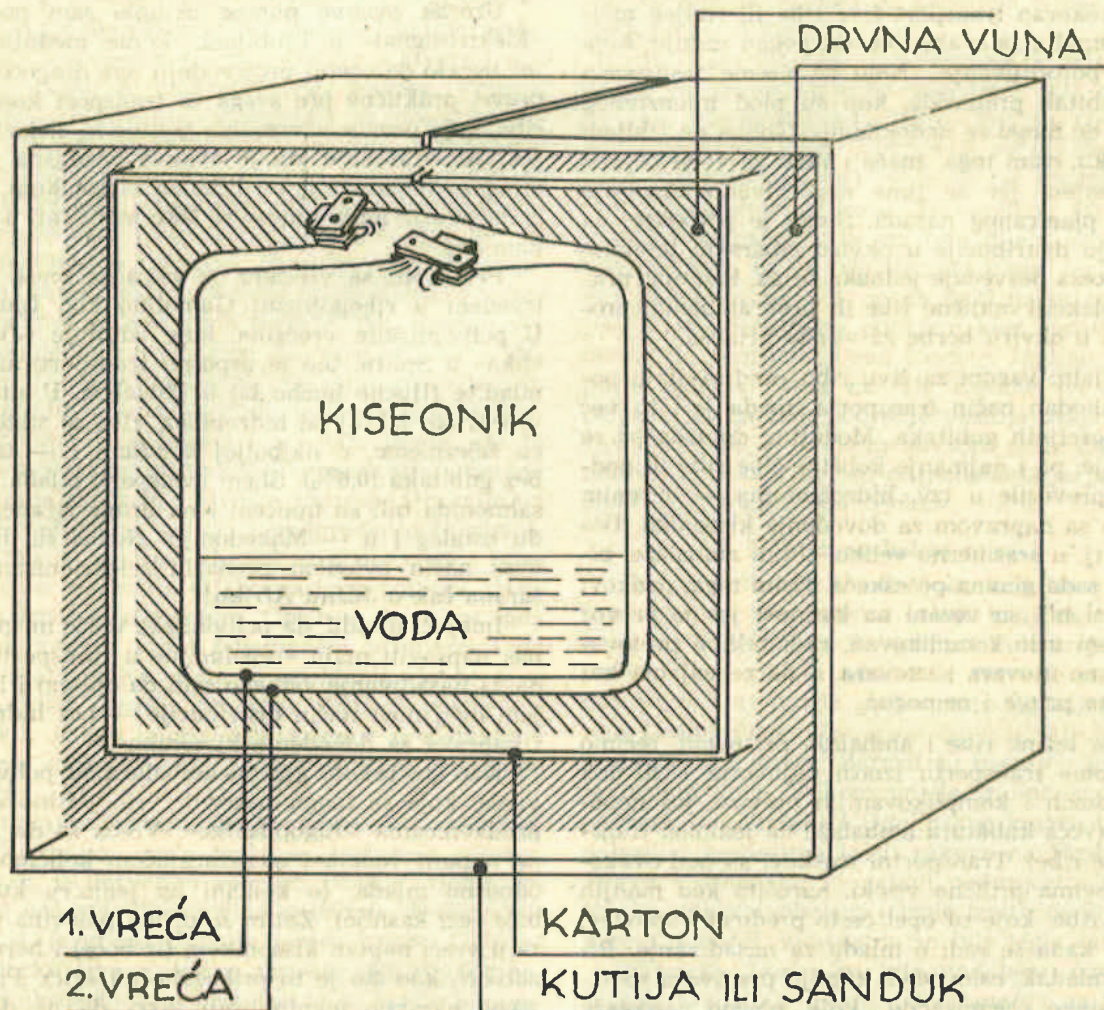 DRVNA VUNA
KISEONIK
VODA
1. VREĆA
2. VREĆA
KARTON
KUTIJA ILI SANDUK